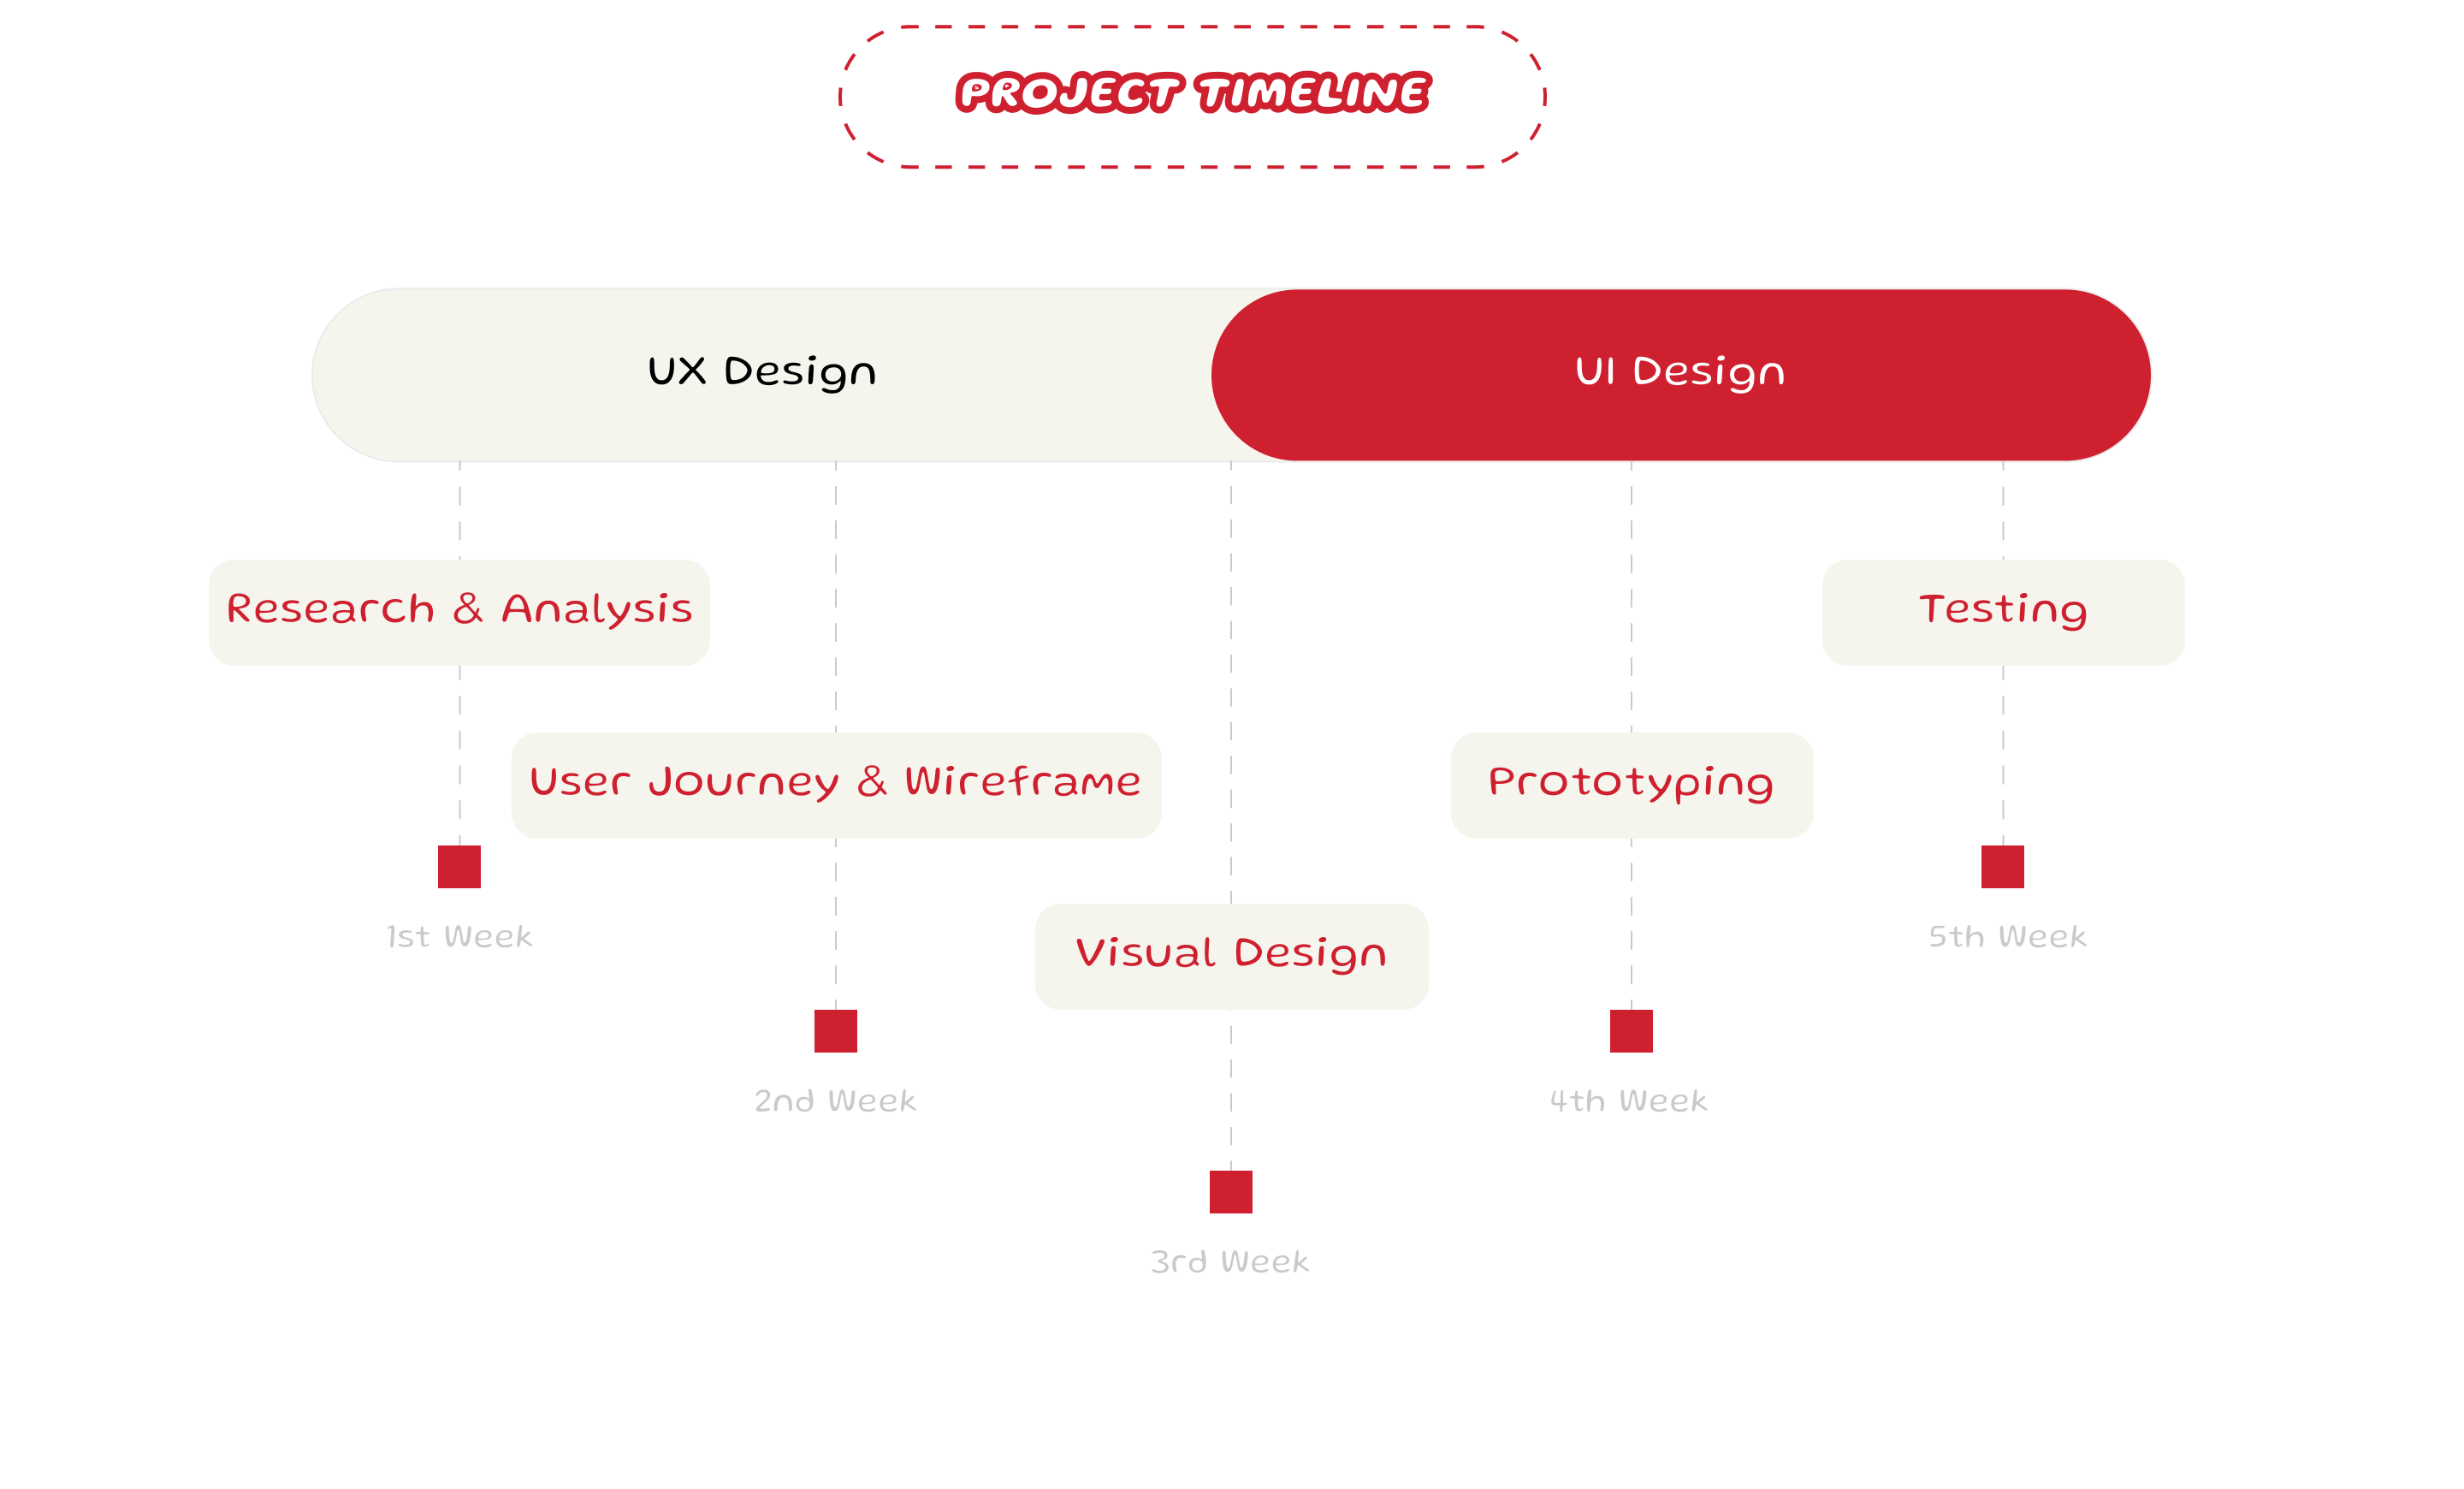 PROJECT TIMELINE
UX Design
UI Design
Research & Analysis
Testing
User Journey & Wireframe
Prototyping
Visual Design
1st Week
5th Week
2nd Week
4th Week
3rd Week